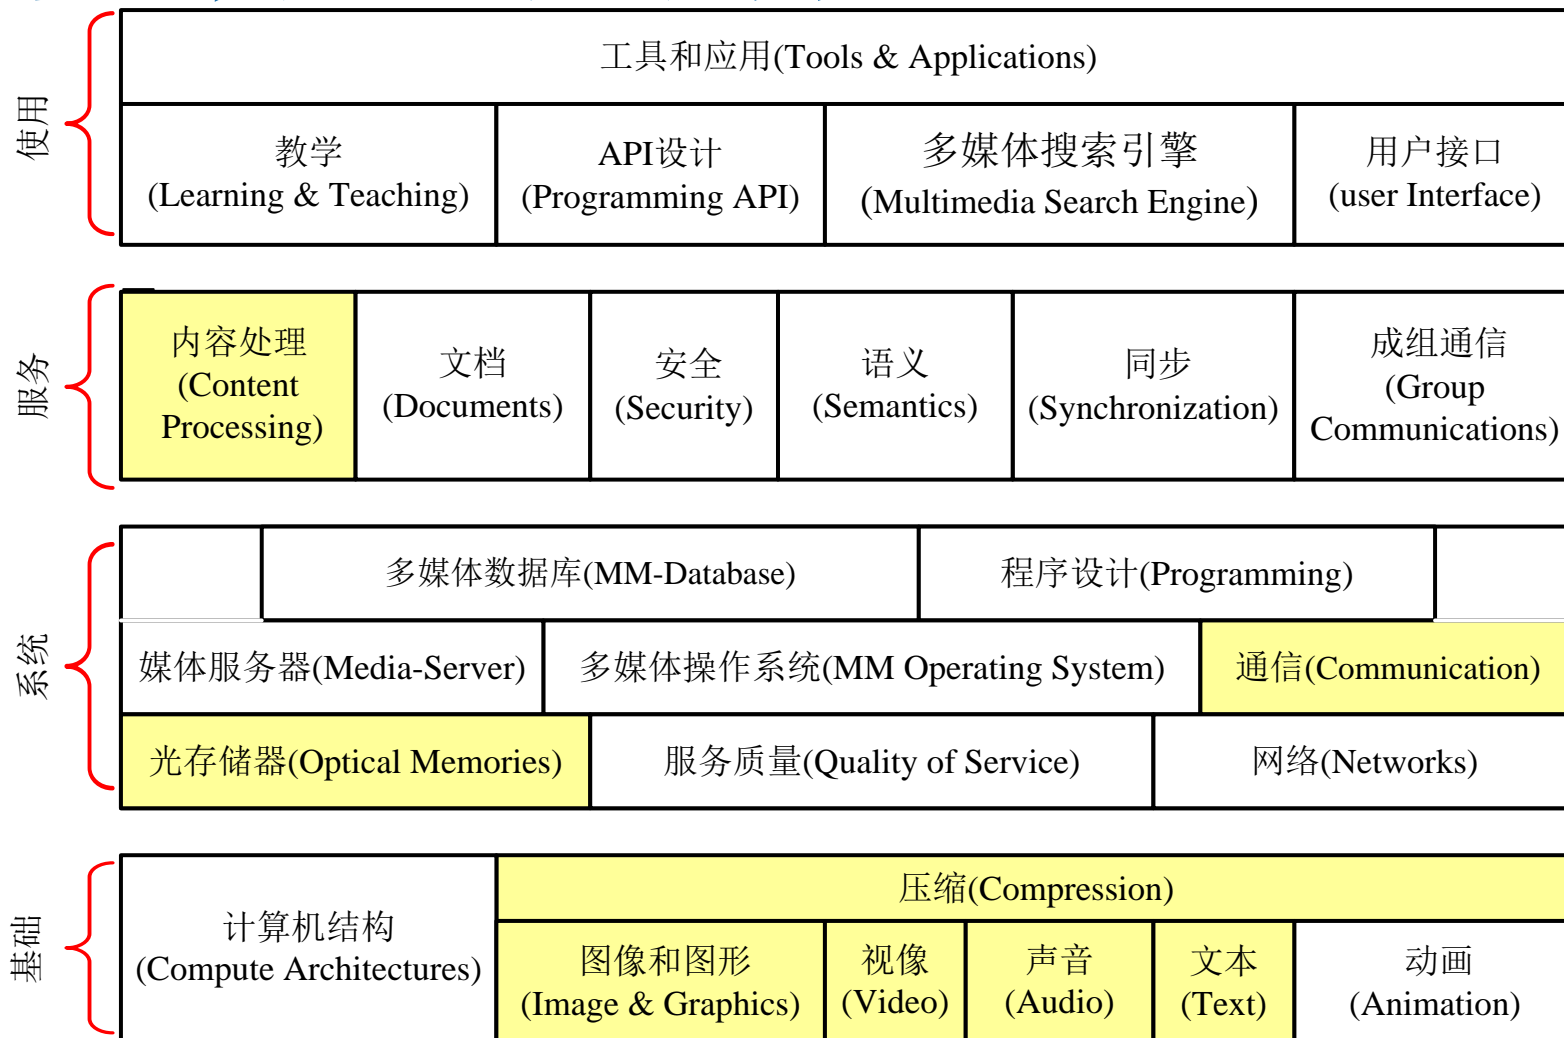 使用
工具和应用(Tools & Applications)
教学
(Learning & Teaching)
API设计
(Programming API)
多媒体搜索引擎
(Multimedia Search Engine)
用户接口
(user Interface)
服务
内容处理
(Content
Processing)
文档
(Documents)
安全
(Security)
语义
(Semantics)
同步
(Synchronization)
成组通信
(Group
Communications)
系统
多媒体数据库(MM-Database)
程序设计(Programming)
媒体服务器(Media-Server)
多媒体操作系统(MM Operating System)
通信(Communication)
光存储器(Optical Memories)
服务质量(Quality of Service)
网络(Networks)
基础
计算机结构
(Compute Architectures)
压缩(Compression)
图像和图形
(Image & Graphics)
视像
(Video)
声音
(Audio)
文本
(Text)
动画
(Animation)